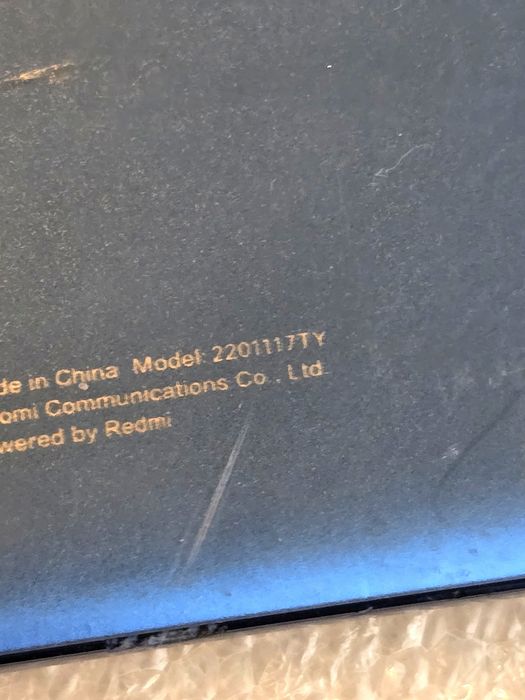 de in China Model: 2201117TY
omi Communications Co., Ltd.
wered by Redmi